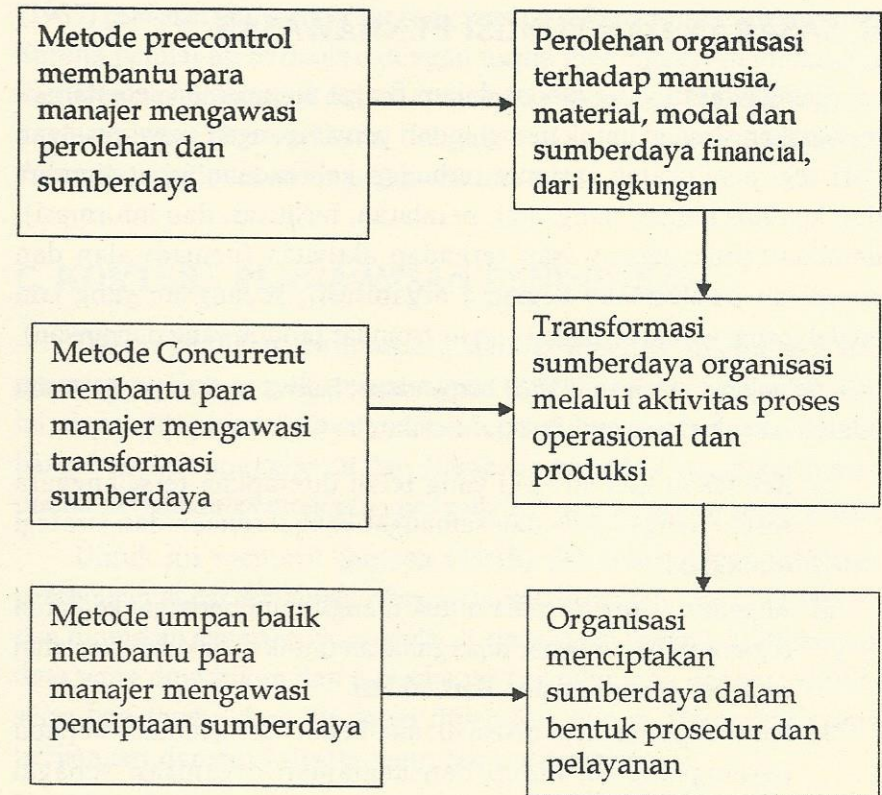 Metode preecontrol
membantu para
manajer mengawasi
perolehan dan
sumberdaya
Perolehan organisasi
terhadap manusia,
material, modal dan
sumberdaya financial,
dari lingkungan
Metode Concurrent
membantu para
manajer mengawasi
transformasi
sumberdaya
Transformasi
sumberdaya organisasi
melalui aktivitas proses
operasional dan
produksi
Metode umpan balik
membantu para
manajer mengawasi
penciptaan sumberdaya
Organisasi
menciptakan
sumberdaya dalam
bentuk prosedur dan
pelayanan